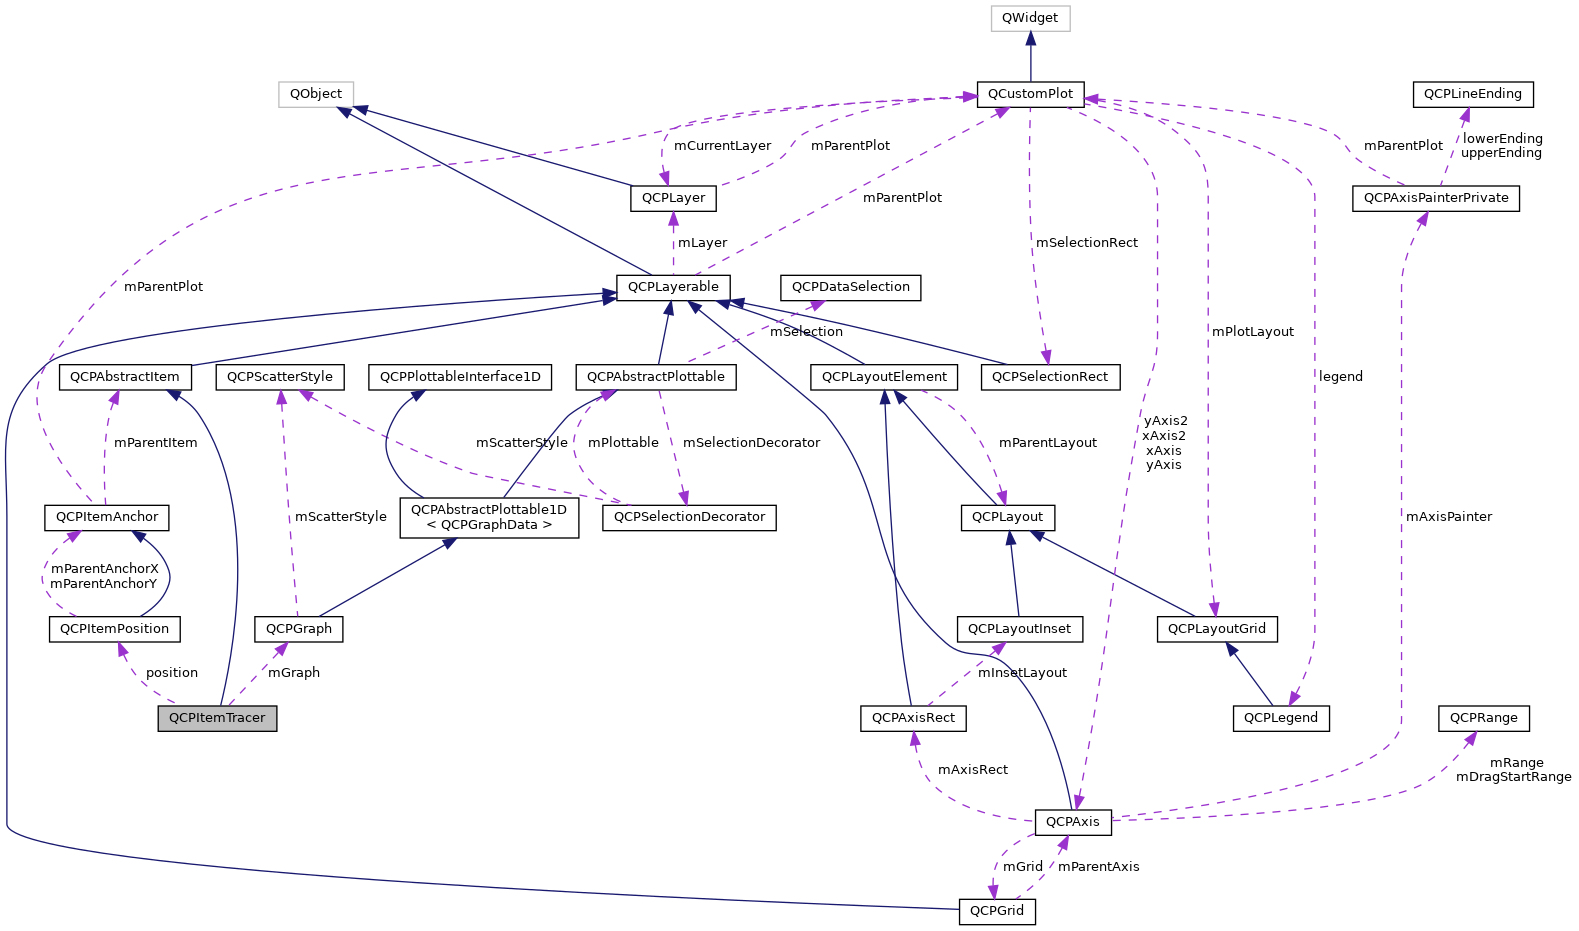 QWidget
QObject
QCustomPlot
QCPLineEnding
mCurrentLayer
mParentPlot
mParentPlot
lowerEnding
upperEnding
QCPLayer
mParentPlot
QCPAxisPainterPrivate
mLayer
mSelectionRect
mParentPlot
QCPLayerable
QCPDataSelection
mSelection
mPlotLayout
QCPAbstractItem
QCPScatterStyle
QCPPlottableInterface1D
QCPAbstractPlottable
QCPLayoutElement
QCPSelectionRect
legend
mParentItem
mScatterStyle
mPlottable
mSelectionDecorator
mParentLayout
yAxis2
xAxis2
xAxis
yAxis
QCPItemAnchor
mScatterStyle
QCPAbstractPlottable1D
< QCPGraphData >
QCPSelectionDecorator
QCPLayout
mAxisPainter
mParentAnchorX
mParentAnchorY
QCPItemPosition
QCPGraph
QCPLayoutInset
QCPLayoutGrid
position
mGraph
mInsetLayout
QCPItemTracer
QCPAxisRect
QCPLegend
QCPRange
mAxisRect
mRange
mDragStartRange
QCPAxis
mGrid
mParentAxis
QCPGrid